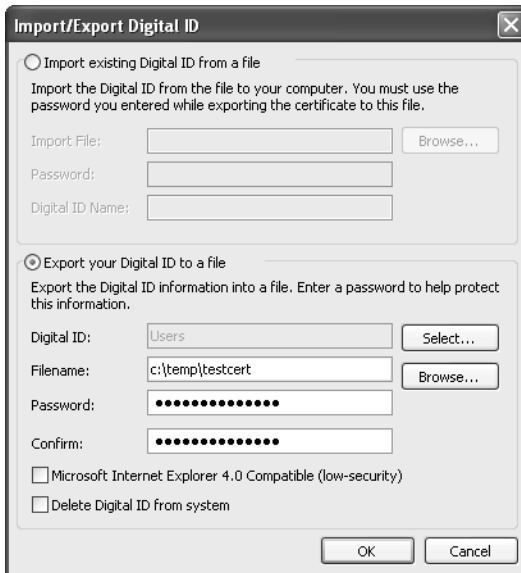 Import/Export Digital ID
Import existing Digital ID from a file
Import the Digital ID from the file to your computer. You must use the
password you entered while exporting the certificate to this file.
Import File:
Browse...
Password:
Digital ID Name:
Export your Digital ID to a file
Export the Digital ID information into a file. Enter a password to help protect
this information.
Digital ID:
Users
Select...
Filename:
c:\temp\testcert
Browse...
Password:
••••••••••••••
Confirm:
••••••••••••••
Microsoft Internet Explorer 4.0 Compatible (low-security)
Delete Digital ID from system
OK
Cancel